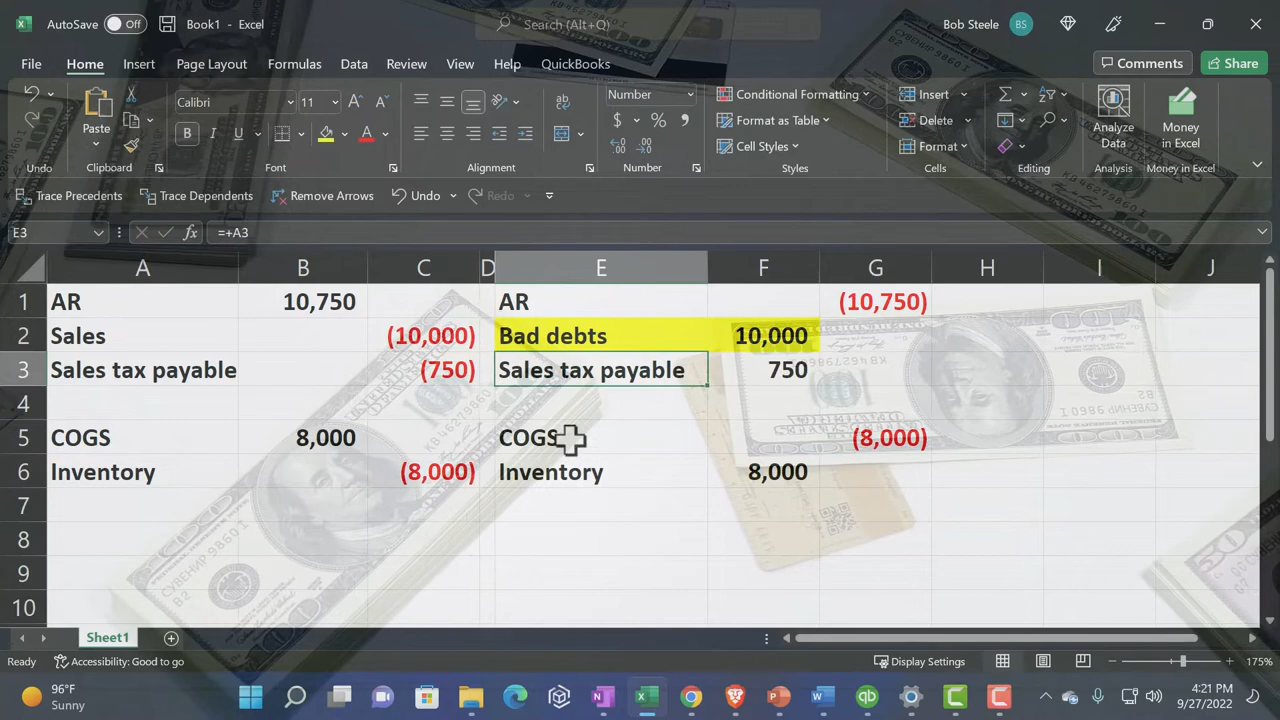 AutoSave Off Book1 - Excel Search (Alt+Q) Bob Steele BS
File Home Insert Page Layout Formulas Data Review View Help QuickBooks Comments Share
Calibri 11 Number Conditional Formatting Insert
Paste B I U A $ % Format as Table Delete Analyze Data Money in Excel
Cell Styles Format
Undo Clipboard Font Alignment Number Styles Cells Editing Analysis Money in Excel
Trace Precedents Trace Dependents Remove Arrows Undo Redo
E3 fx =+A3
A B C D E F G H I J
1 AR 10,750 AR (10,750)
2 Sales (10,000) Bad debts 10,000
3 Sales tax payable (750) Sales tax payable 750
4
5 COGS 8,000 COGS (8,000)
6 Inventory (8,000) Inventory 8,000
7
8
9
10
Sheet1
Ready Accessibility: Good to go Display Settings 175%
96°F
Sunny
4:21 PM
9/27/2022